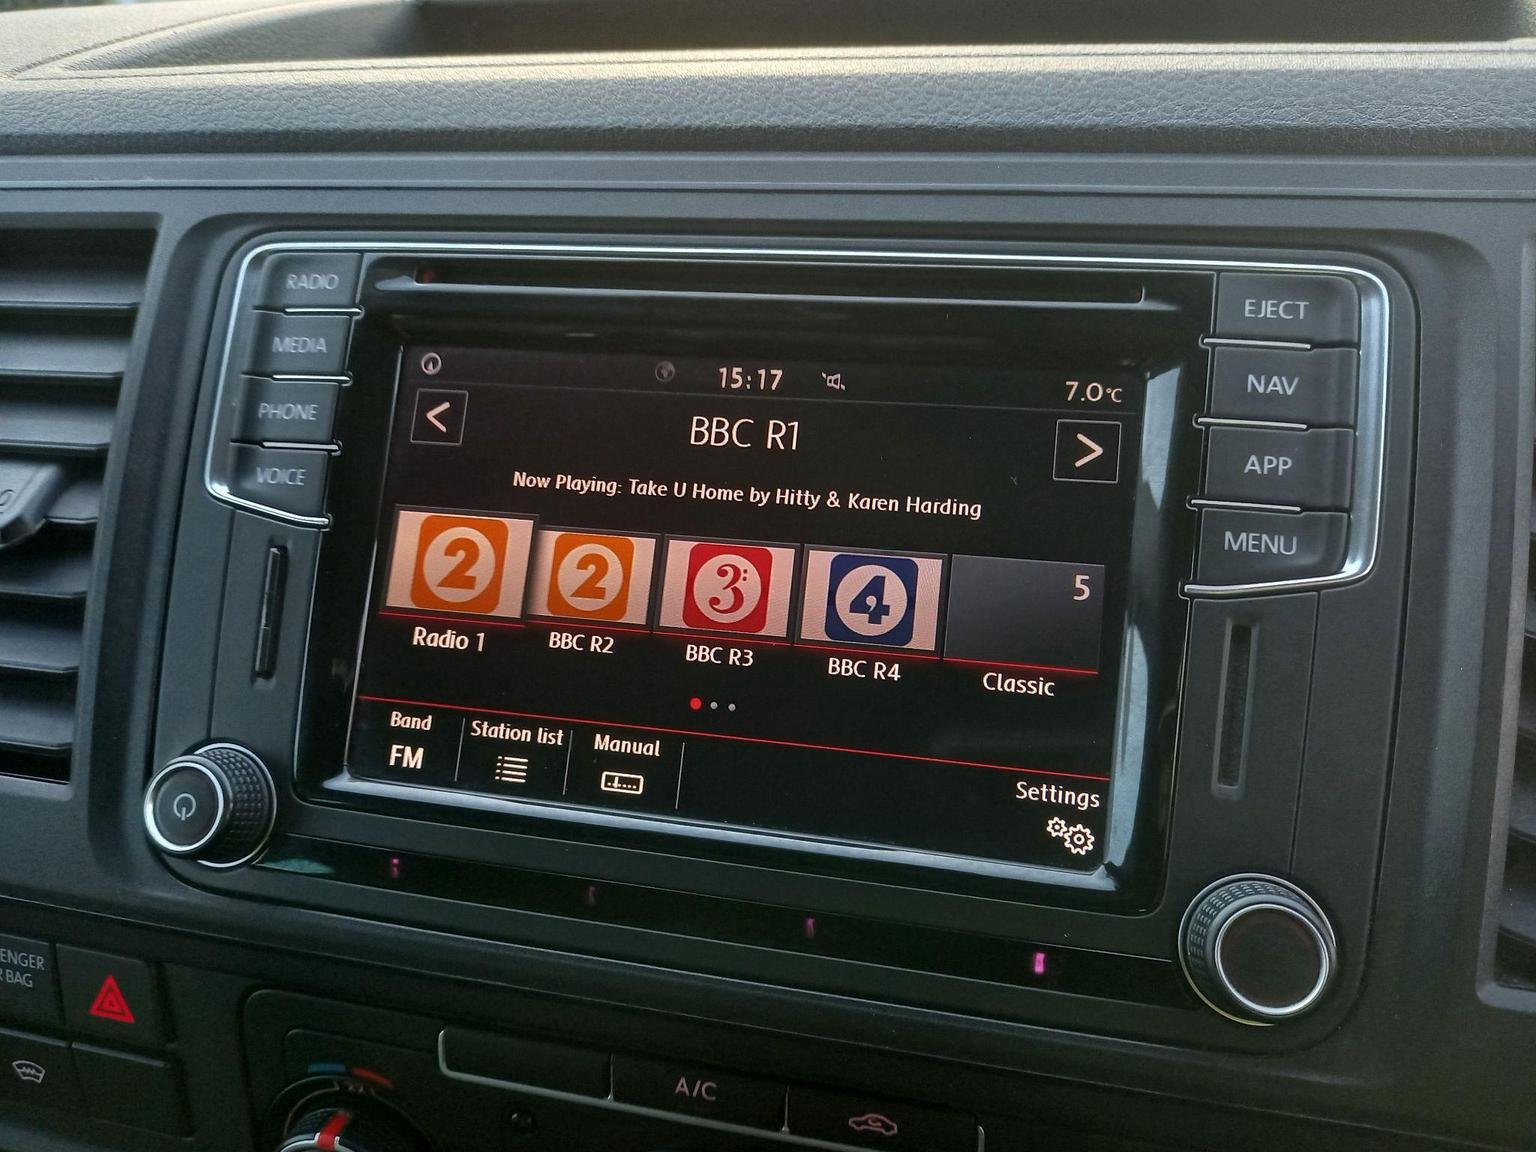 RADIO
MEDIA
PHONE
VOICE
EJECT
NAV
APP
MENU
15:17
7.0°C
<
BBC R1
>
Now Playing: Take U Home by Hitty & Karen Harding
2
2
3:
4
5
Radio 1
BBC R2
BBC R3
BBC R4
Classic
Band
FM
Station list
Manual
Settings
ENGER
R BAG
A/C